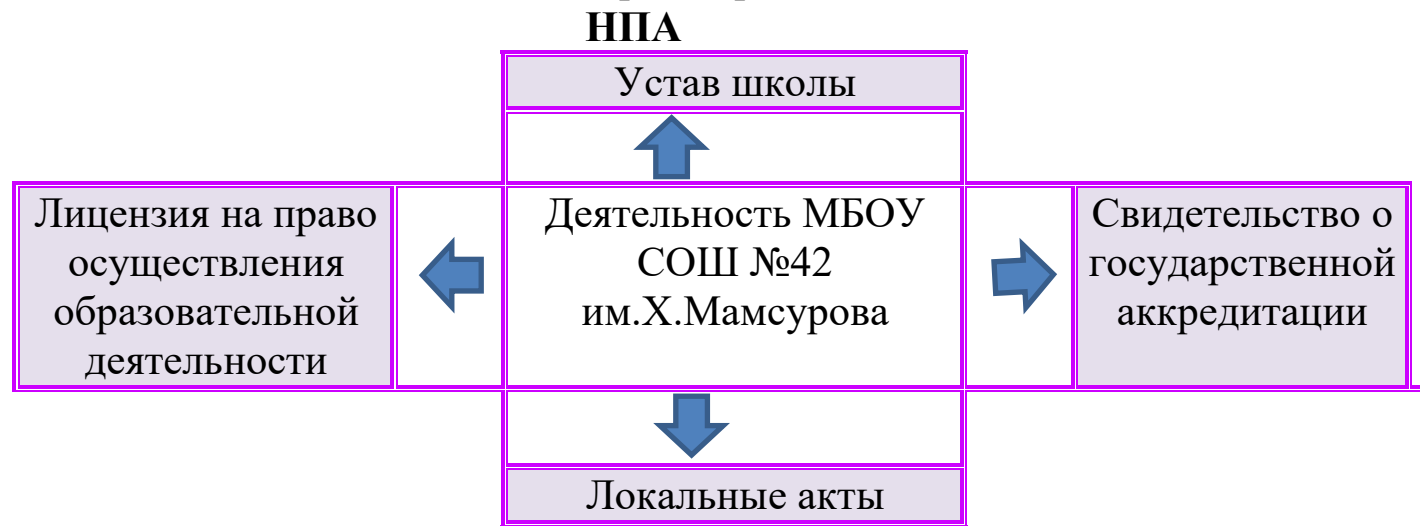 НПА
Устав школы
Лицензия на право
осуществления
образовательной
деятельности
Деятельность МБОУ
СОШ №42
им.Х.Мамсурова
Свидетельство о
государственной
аккредитации
Локальные акты